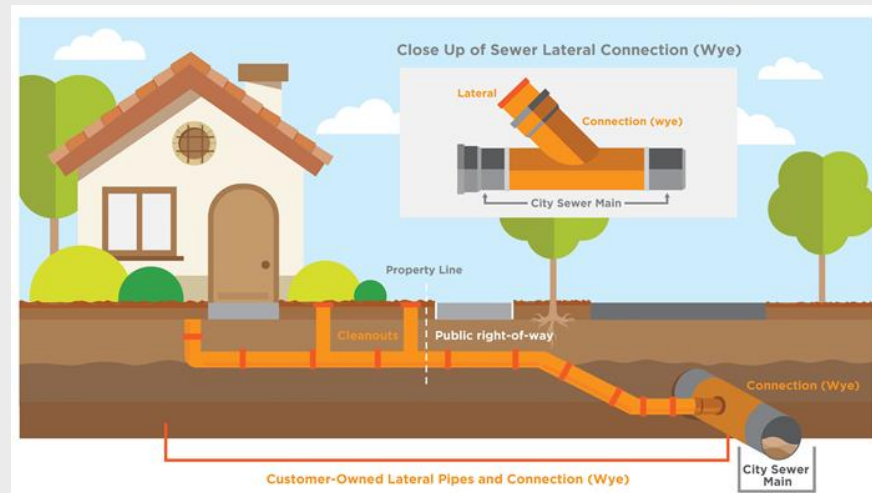 Close Up of Sewer Lateral Connection (Wye)
Lateral
Connection (wye)
City Sewer Main
Property Line
Cleanouts
Public right-of-way
Connection (Wye)
Customer-Owned Lateral Pipes and Connection (Wye)
City Sewer
Main